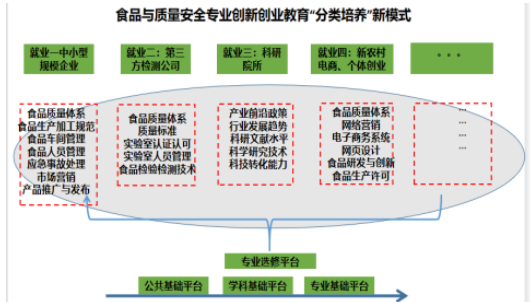 食品与质量安全专业创新创业教育“分类培养”新模式
就业一中小型
规模企业
就业二：第三
方检测公司
就业三：科研
院所
就业四：新农村
电商、个体创业
。。。
食品质量体系
食品生产加工规范
食品车间管理
食品人员管理
应急事故处理
市场营销
产品推广与发布
食品质量体系
质量标准
实验室认证认可
实验室人员管理
食品检验检测技术
产业前沿政策
行业发展趋势
科研文献水平
科学研究技术
科技转化能力
食品质量体系
网络营销
电子商务系统
网页设计
食品研发与创新
食品生产许可
…
…
…
…
专业选修平台
公共基础平台
学科基础平台
专业基础平台